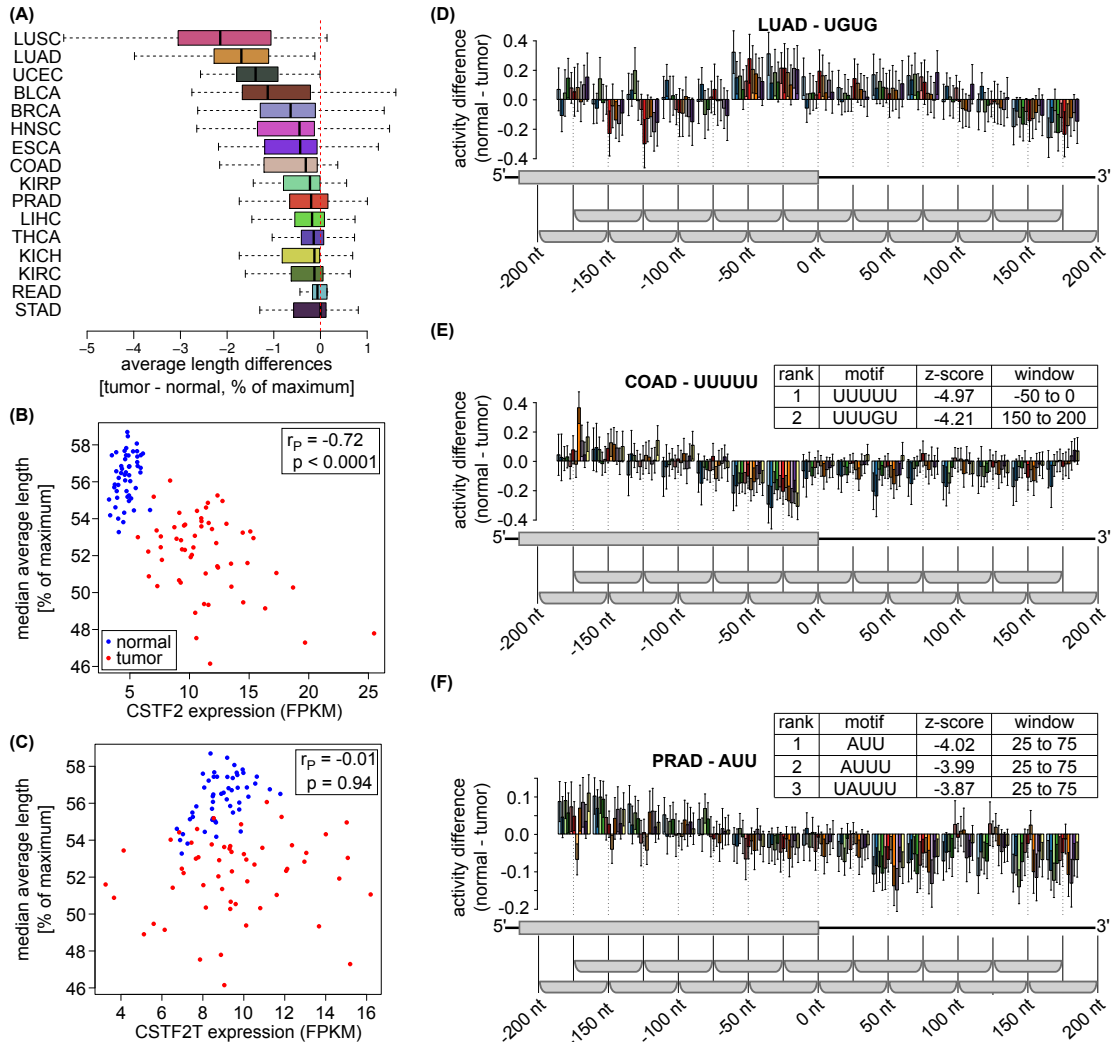 (A)
LUSC
LUAD
UCEC
BLCA
BRCA
HNSC
ESCA
COAD
KIRP
PRAD
LIHC
THCA
KICH
KIRC
READ
STAD
−5 −4 −3 −2 −1 0 1
average length differences
[tumor - normal, % of maximum]
(B)
median average length
[% of maximum]
58
56
54
52
50
48
46
rP = -0.72
p < 0.0001
normal
tumor
5 10 15 20 25
CSTF2 expression (FPKM)
(C)
median average length
[% of maximum]
58
56
54
52
50
48
46
rP = -0.01
p = 0.94
4 6 8 10 12 14 16
CSTF2T expression (FPKM)
(D)
LUAD - UGUG
activity difference
(normal - tumor)
0.4
0.2
0.0
-0.2
-0.4
5' 3'
-200 nt -150 nt -100 nt -50 nt 0 nt 50 nt 100 nt 150 nt 200 nt
(E)
COAD - UUUUU
rank motif z-score window
1 UUUUU -4.97 -50 to 0
2 UUUGU -4.21 150 to 200
activity difference
(normal - tumor)
0.4
0.2
0.0
-0.2
-0.4
5' 3'
-200 nt -150 nt -100 nt -50 nt 0 nt 50 nt 100 nt 150 nt 200 nt
(F)
PRAD - AUU
rank motif z-score window
1 AUU -4.02 25 to 75
2 AUUU -3.99 25 to 75
3 UAUUU -3.87 25 to 75
activity difference
(normal - tumor)
0.1
0.0
-0.1
-0.2
5' 3'
-200 nt -150 nt -100 nt -50 nt 0 nt 50 nt 100 nt 150 nt 200 nt